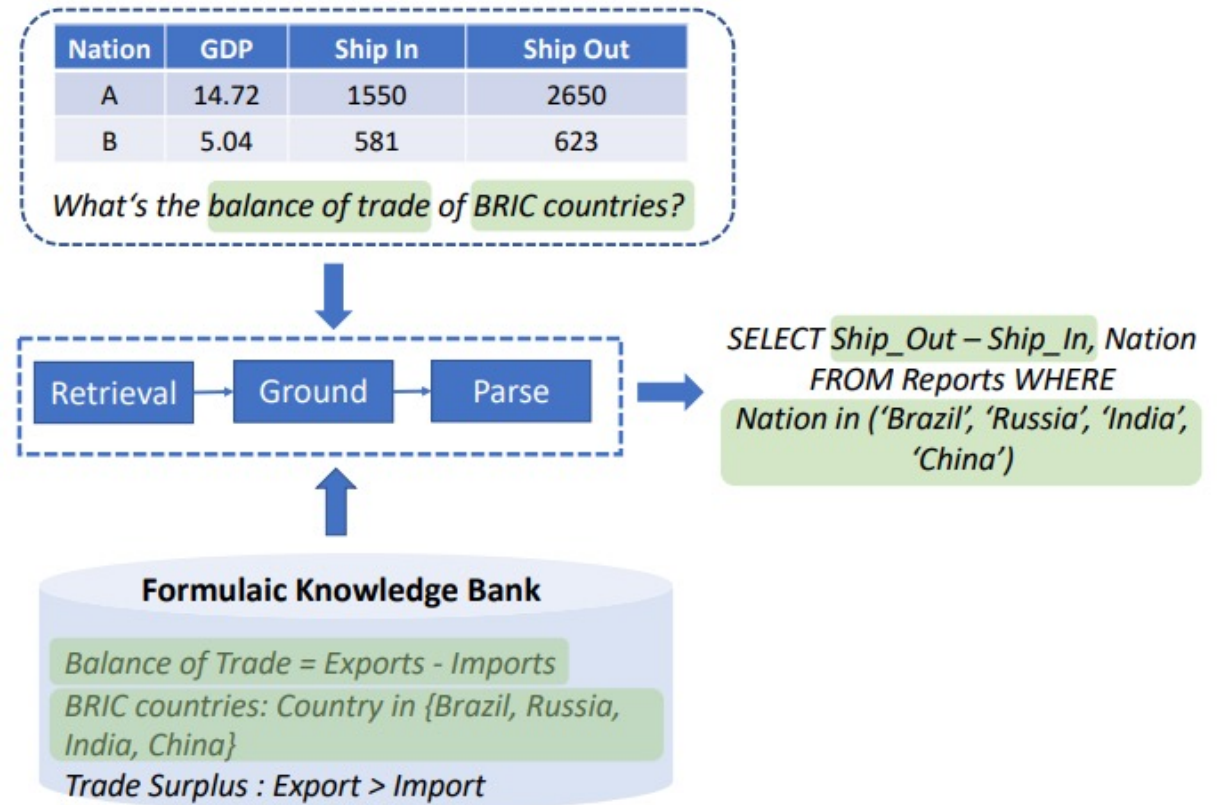 Nation GDP Ship In Ship Out
A 14.72 1550 2650
B 5.04 581 623
What‘s the balance of trade of BRIC countries?
Retrieval Ground Parse
SELECT Ship_Out – Ship_In, Nation
FROM Reports WHERE
Nation in (‘Brazil’, ‘Russia’, ‘India’,
‘China’)
Formulaic Knowledge Bank
Balance of Trade = Exports - Imports
BRIC countries: Country in {Brazil, Russia,
India, China}
Trade Surplus : Export > Import